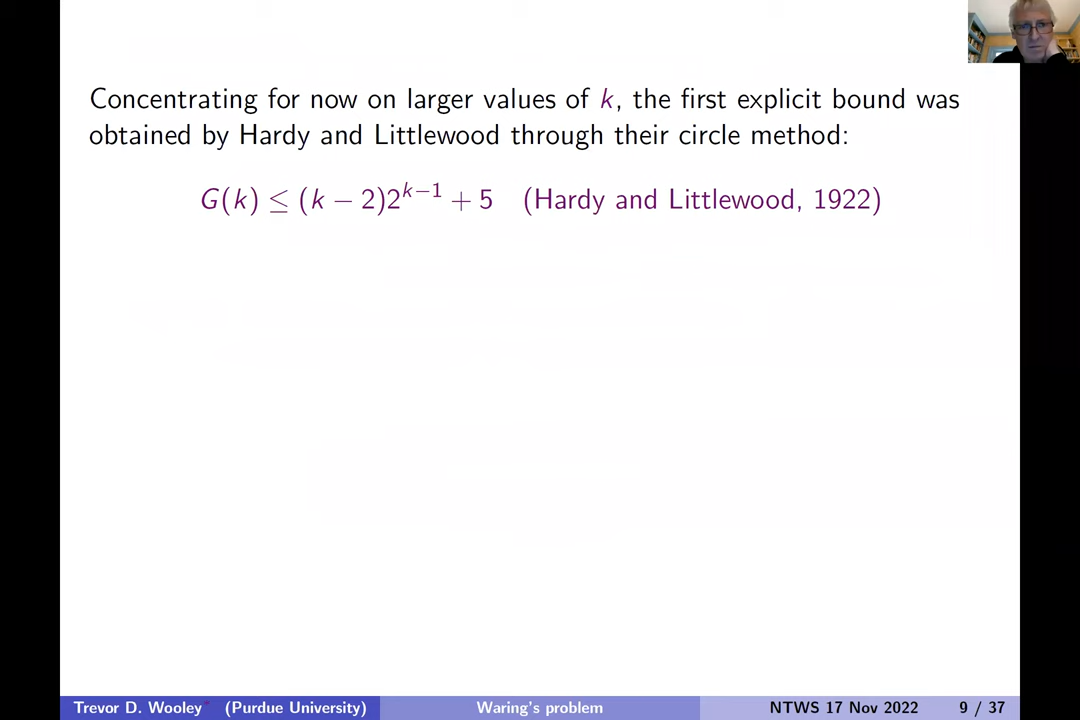 Concentrating for now on larger values of k, the first explicit bound was
obtained by Hardy and Littlewood through their circle method:
G(k) ≤ (k − 2)2^{k−1} + 5 (Hardy and Littlewood, 1922)
Trevor D. Wooley* (Purdue University) Waring's problem NTWS 17 Nov 2022 9 / 37